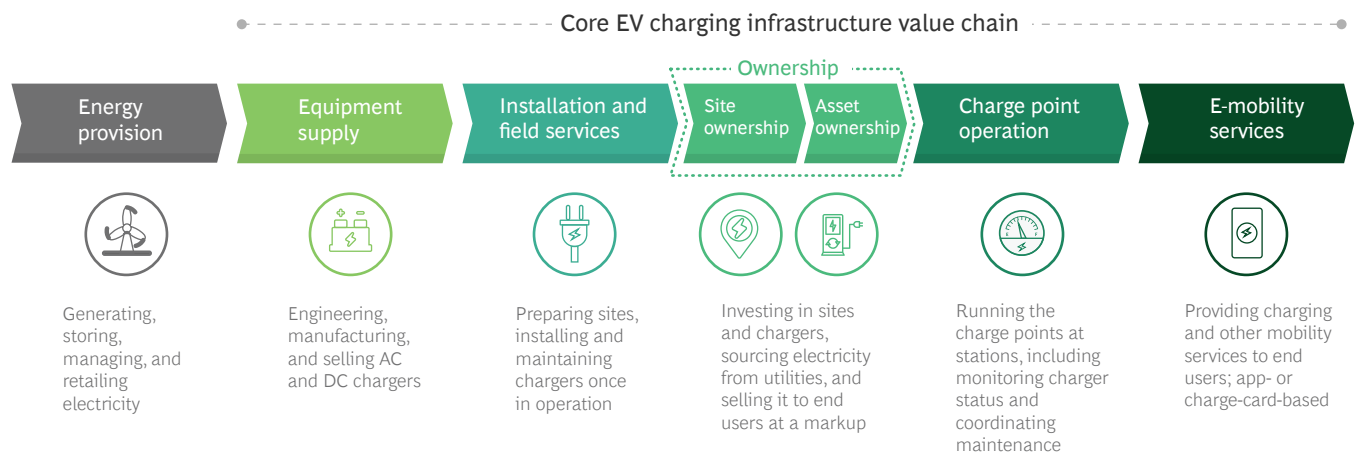 Core EV charging infrastructure value chain
Ownership
Energy
provision
Equipment
supply
Installation and
field services
Site
ownership
Asset
ownership
Charge point
operation
E-mobility
services
Generating,
storing,
managing, and
retailing
electricity
Engineering,
manufacturing,
and selling AC
and DC chargers
Preparing sites,
installing and
maintaining
chargers once
in operation
Investing in sites
and chargers,
sourcing electricity
from utilities, and
selling it to end
users at a markup
Running the
charge points at
stations, including
monitoring charger
status and
coordinating
maintenance
Providing charging
and other mobility
services to end
users; app- or
charge-card-based